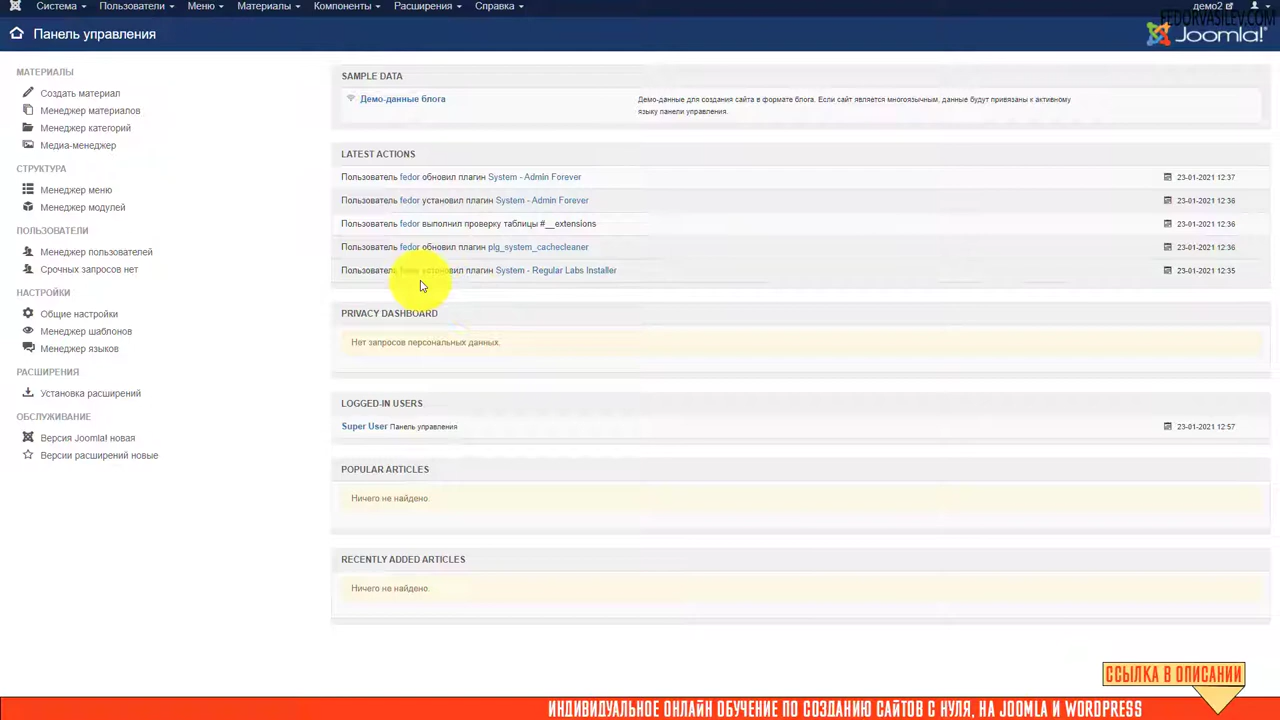 Система Пользователи Меню Материалы Компоненты Расширения Справка демо2
FEDORVASILEV.COM
Панель управления
Joomla!
МАТЕРИАЛЫ
Создать материал
Менеджер материалов
Менеджер категорий
Медиа-менеджер
СТРУКТУРА
Менеджер меню
Менеджер модулей
ПОЛЬЗОВАТЕЛИ
Менеджер пользователей
Срочных запросов нет
НАСТРОЙКИ
Общие настройки
Менеджер шаблонов
Менеджер языков
РАСШИРЕНИЯ
Установка расширений
ОБСЛУЖИВАНИЕ
Версия Joomla! новая
Версии расширений новые
SAMPLE DATA
Демо-данные блога
Демо-данные для создания сайта в формате блога. Если сайт является многоязычным, данные будут привязаны к активному
языку панели управления.
LATEST ACTIONS
Пользователь fedor обновил плагин System - Admin Forever 23-01-2021 12:37
Пользователь fedor установил плагин System - Admin Forever 23-01-2021 12:36
Пользователь fedor выполнил проверку таблицы #__extensions 23-01-2021 12:36
Пользователь fedor обновил плагин plg_system_cachecleaner 23-01-2021 12:36
Пользователь установил плагин System - Regular Labs Installer 23-01-2021 12:35
PRIVACY DASHBOARD
Нет запросов персональных данных.
LOGGED-IN USERS
Super User Панель управления 23-01-2021 12:57
POPULAR ARTICLES
Ничего не найдено.
RECENTLY ADDED ARTICLES
Ничего не найдено.
ССЫЛКА В ОПИСАНИИ
ИНДИВИДУАЛЬНОЕ ОНЛАЙН ОБУЧЕНИЕ ПО СОЗДАНИЮ САЙТОВ С НУЛЯ, НА JOOMLA И WORDPRESS